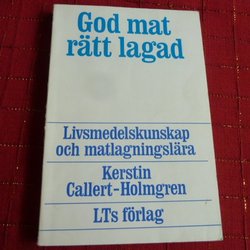 God mat
rätt lagad
Livsmedelskunskap
och matlagningslära
Kerstin
Callert-Holmgren
LTs förlag